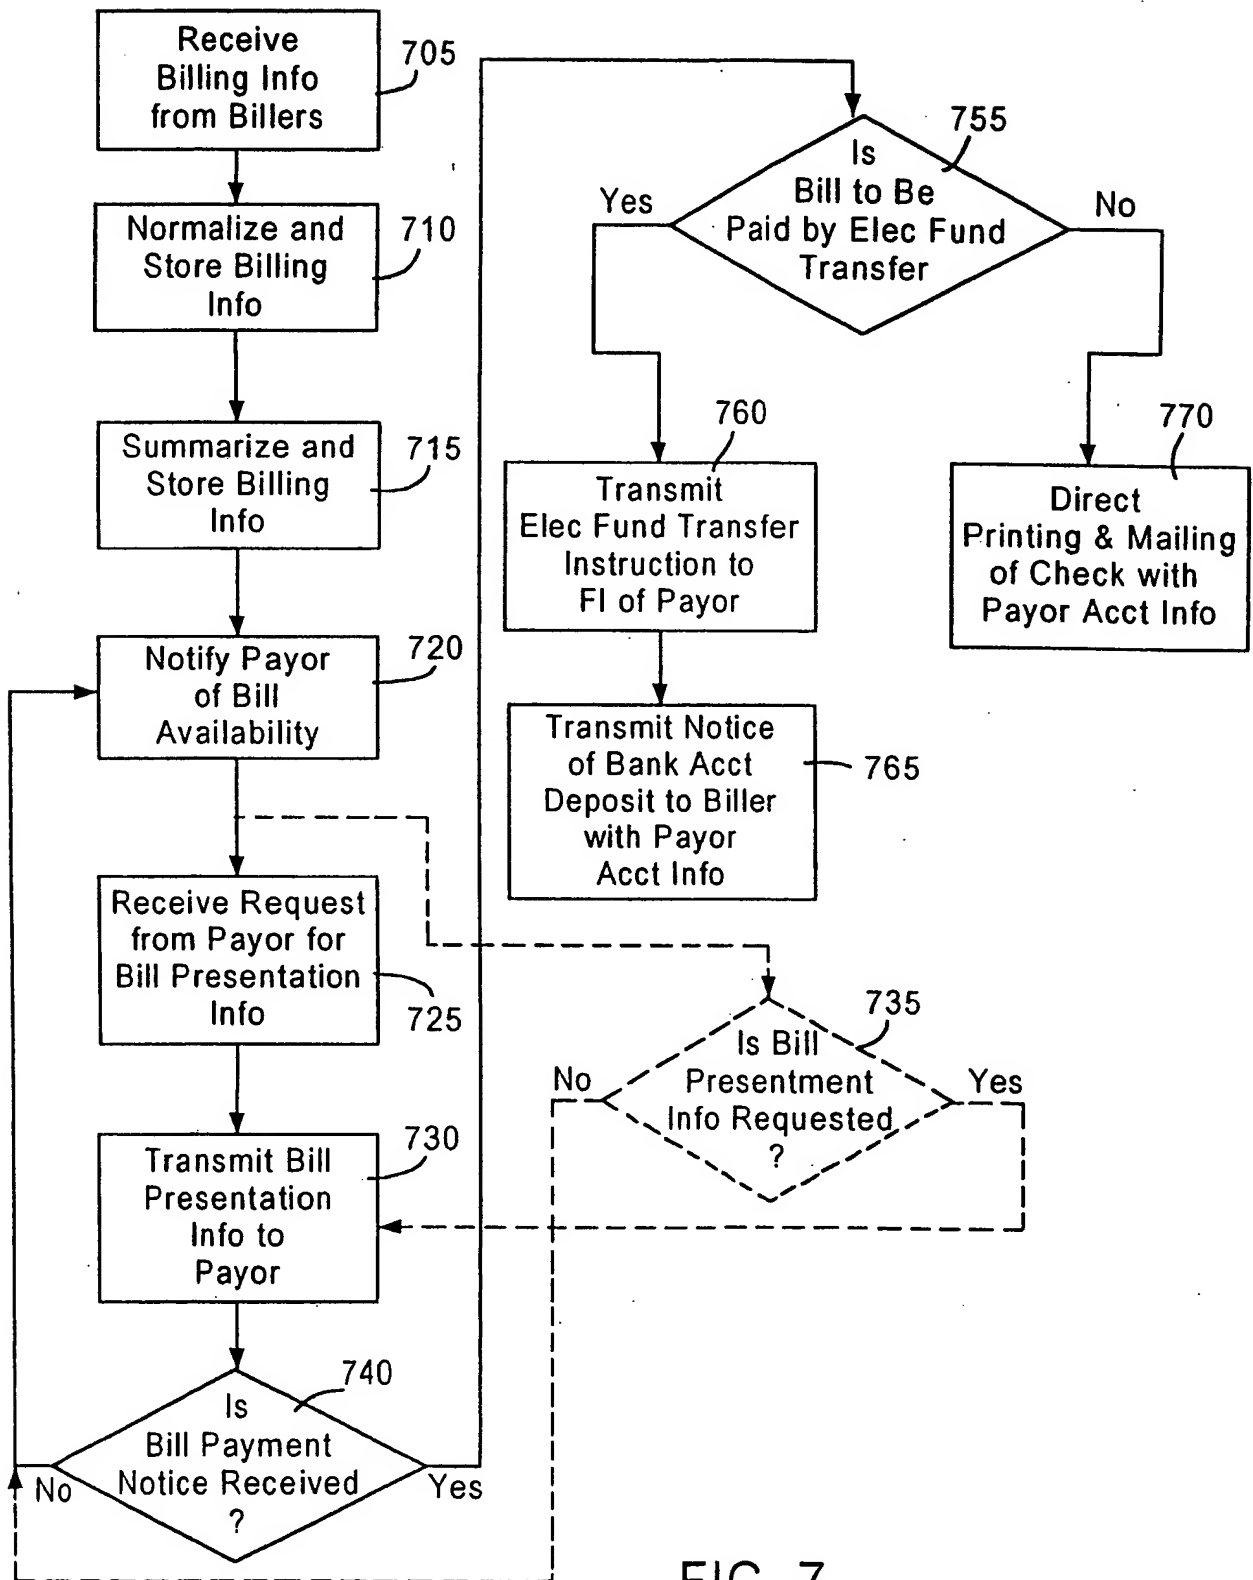 Receive
Billing Info
from Billers
705
Normalize and
Store Billing
Info
710
Summarize and
Store Billing
Info
715
Notify Payor
of Bill
Availability
720
Receive Request
from Payor for
Bill Presentation
Info
725
Transmit Bill
Presentation
Info to
Payor
730
Is Bill
Presentment
Info Requested
?
735
No
Yes
Is
Bill Payment
Notice Received
?
740
No
Yes
Is
Bill to Be
Paid by Elec Fund
Transfer
755
Yes
No
Transmit
Elec Fund Transfer
Instruction to
FI of Payor
760
Transmit Notice
of Bank Acct
Deposit to Biller
with Payor
Acct Info
765
Direct
Printing & Mailing
of Check with
Payor Acct Info
770
FIG. 7